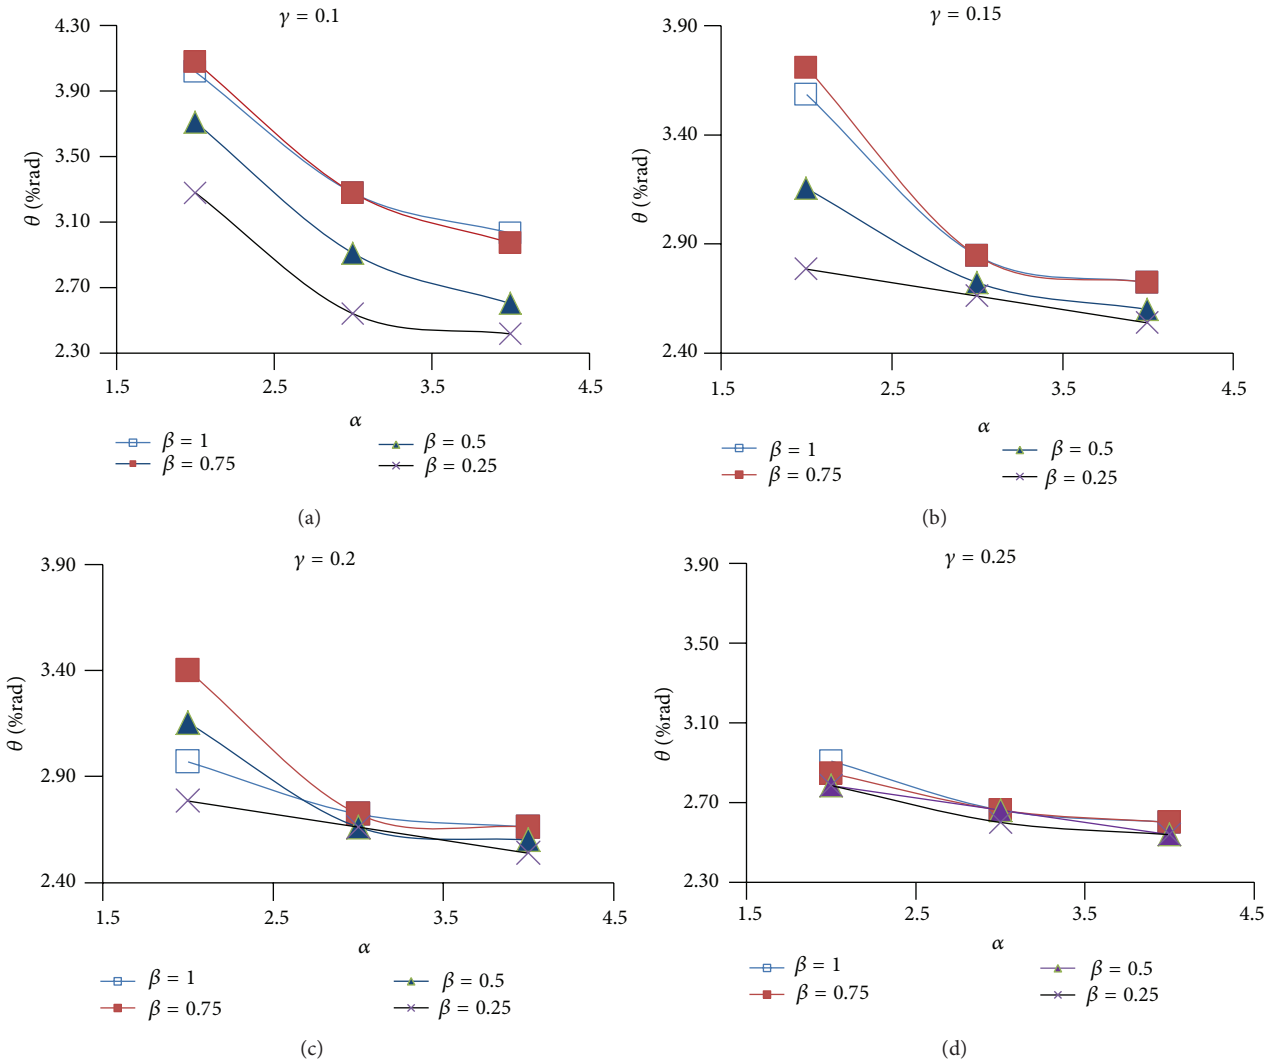 γ = 0.1
4.30
3.90
3.50
3.10
2.70
2.30
θ (%rad)
1.5 2.5 3.5 4.5
α
β = 1
β = 0.75
β = 0.5
β = 0.25
(a)
γ = 0.15
3.90
3.40
2.90
2.40
θ (%rad)
1.5 2.5 3.5 4.5
α
β = 1
β = 0.75
β = 0.5
β = 0.25
(b)
γ = 0.2
3.90
3.40
2.90
2.40
θ (%rad)
1.5 2.5 3.5 4.5
α
β = 1
β = 0.75
β = 0.5
β = 0.25
(c)
γ = 0.25
3.90
3.50
3.10
2.70
2.30
θ (%rad)
1.5 2.5 3.5 4.5
α
β = 1
β = 0.75
β = 0.5
β = 0.25
(d)